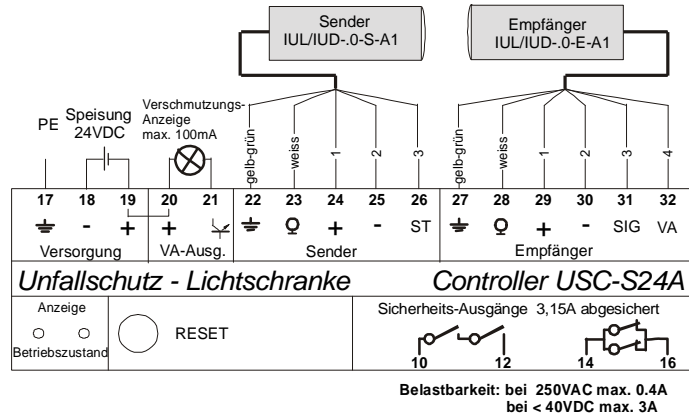 Sender
IUL/IUD-.0-S-A1
Empfänger
IUL/IUD-.0-E-A1
PE
Speisung
24VDC
Verschmutzungs-
Anzeige
max. 100mA
gelb-grün
weiss
1
2
3
gelb-grün
weiss
1
2
3
4
17 18 19 20 21 22 23 24 25 26 27 28 29 30 31 32
- + + + - ST + - SIG VA
Versorgung VA-Ausg. Sender Empfänger
Unfallschutz - Lichtschranke Controller USC-S24A
Anzeige
Betriebszustand
RESET
Sicherheits-Ausgänge 3,15A abgesichert
10 12 14 16
Belastbarkeit: bei 250VAC max. 0.4A
bei < 40VDC max. 3A